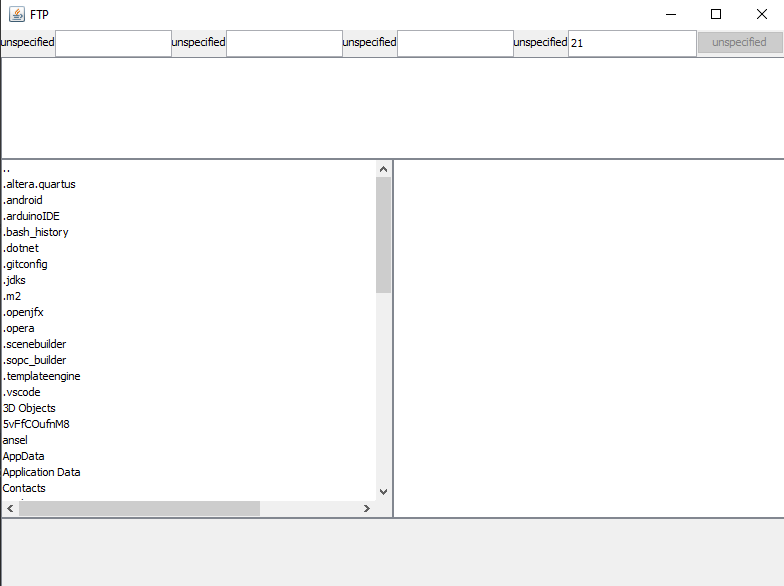 FTP
unspecified unspecified unspecified unspecified 21 unspecified
..
.altera.quartus
.android
.arduinoIDE
.bash_history
.dotnet
.gitconfig
.jdks
.m2
.openjfx
.opera
.scenebuilder
.sopc_builder
.templateengine
.vscode
3D Objects
5vFfCOufnM8
ansel
AppData
Application Data
Contacts